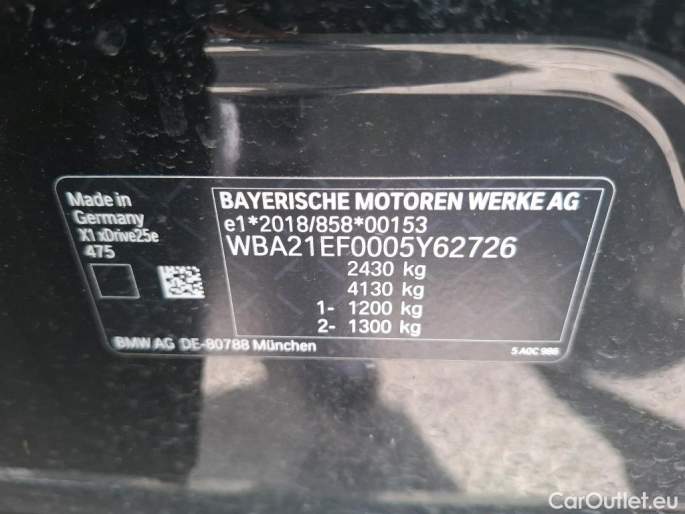 Made in
Germany
X1 xDrive25e
475
BAYERISCHE MOTOREN WERKE AG
e1*2018/858*00153
WBA21EF0005Y62726
2430 kg
4130 kg
1- 1200 kg
2- 1300 kg
BMW AG DE-80788 München
5 A0C 986
CarOutlet.eu